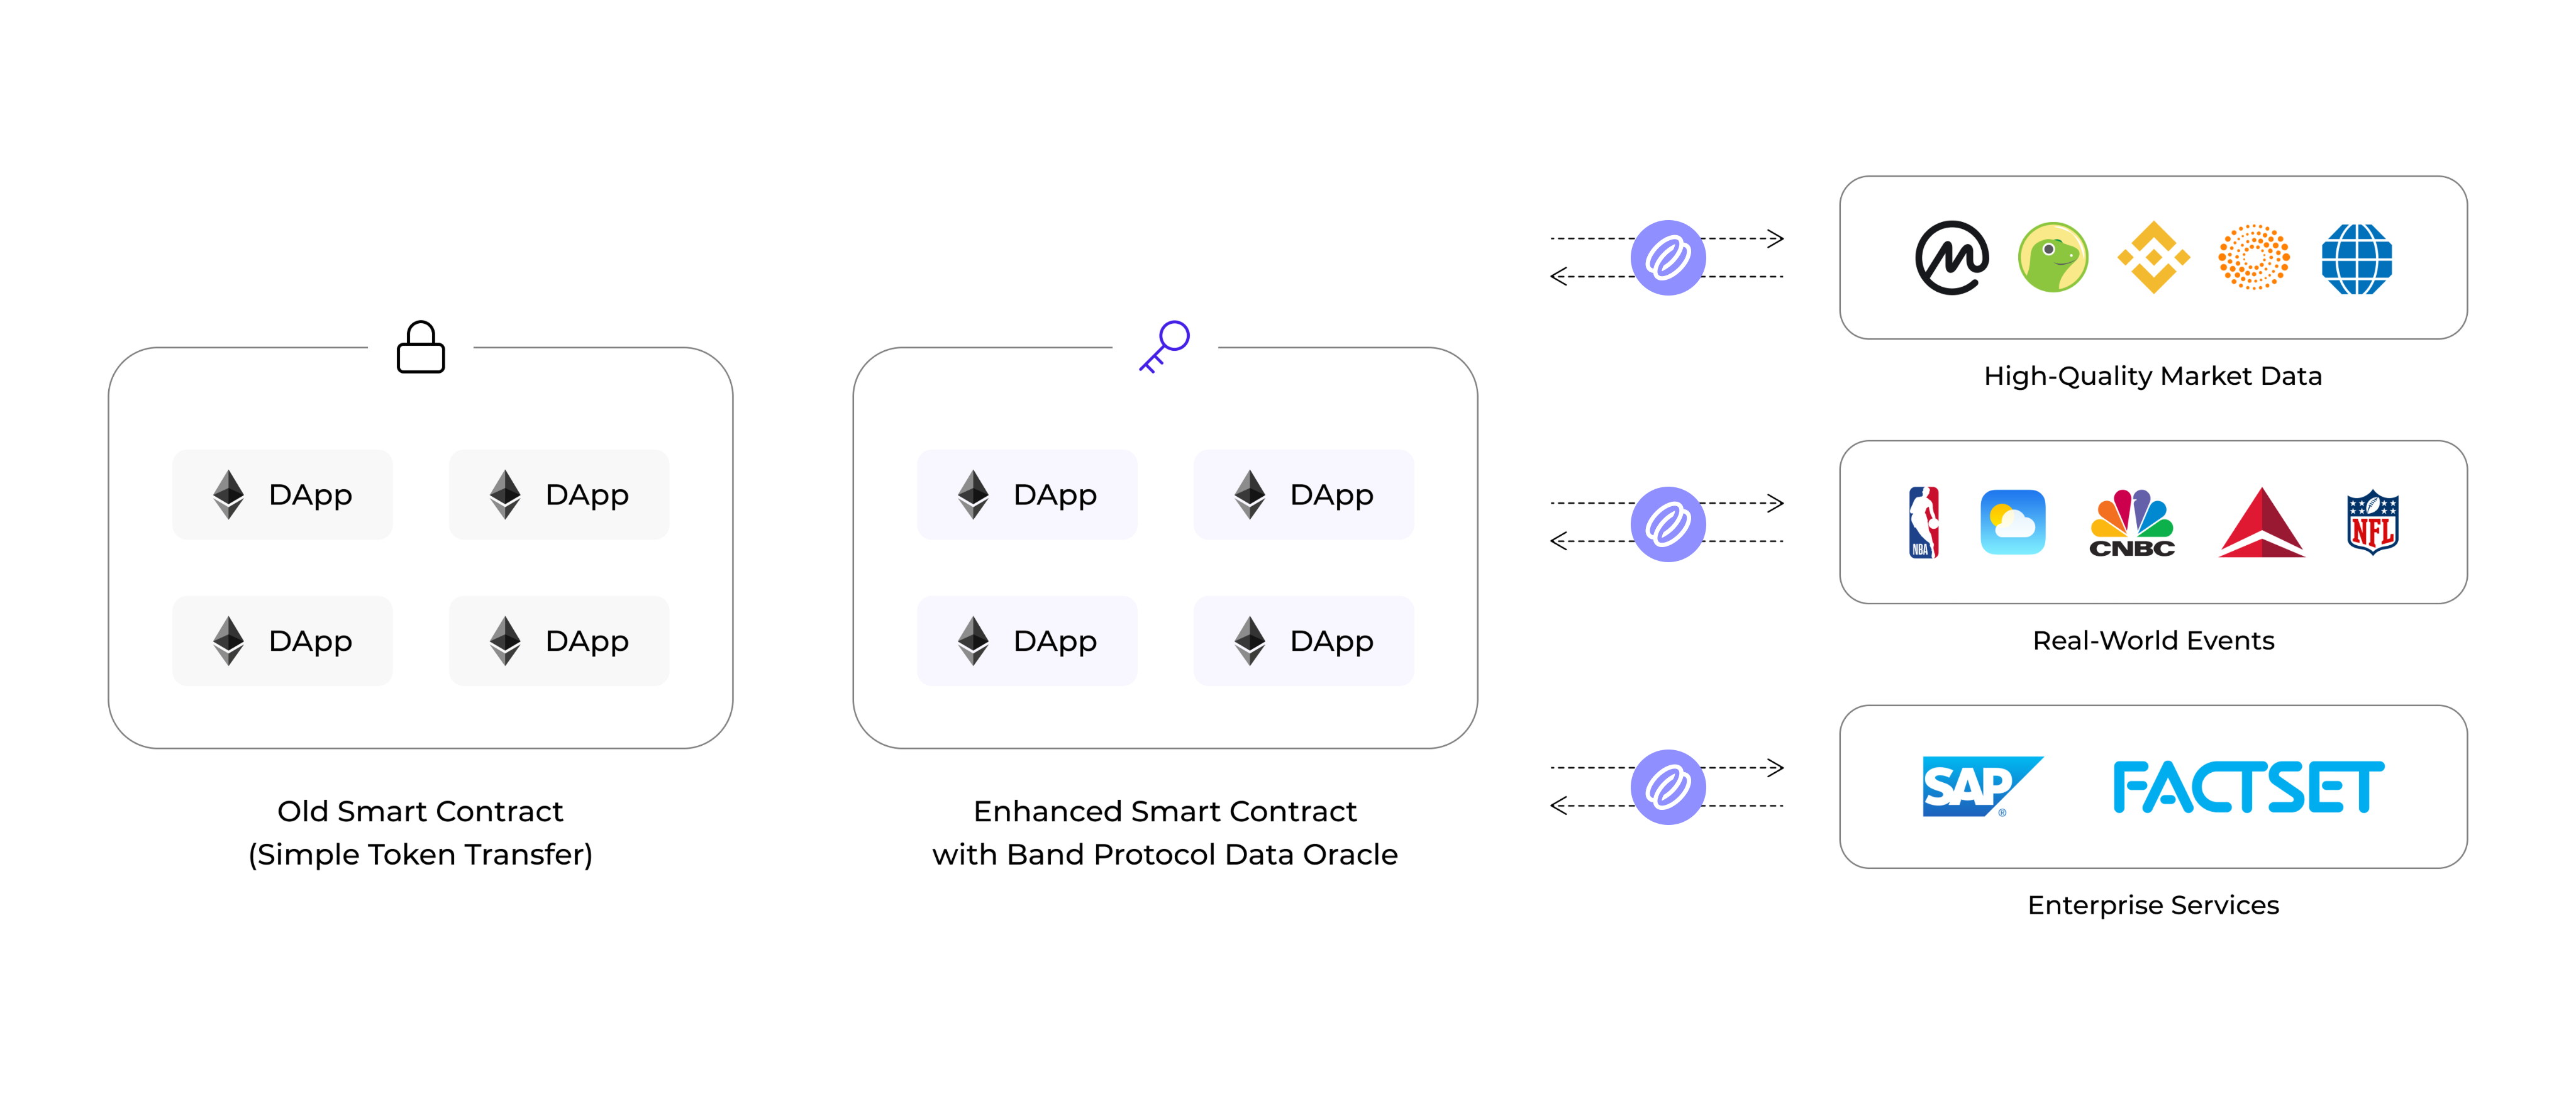 DApp
DApp
DApp
DApp
Old Smart Contract
(Simple Token Transfer)
DApp
DApp
DApp
DApp
Enhanced Smart Contract
with Band Protocol Data Oracle
High-Quality Market Data
NBA
CNBC
NFL
Real-World Events
SAP ®
FACTSET
Enterprise Services